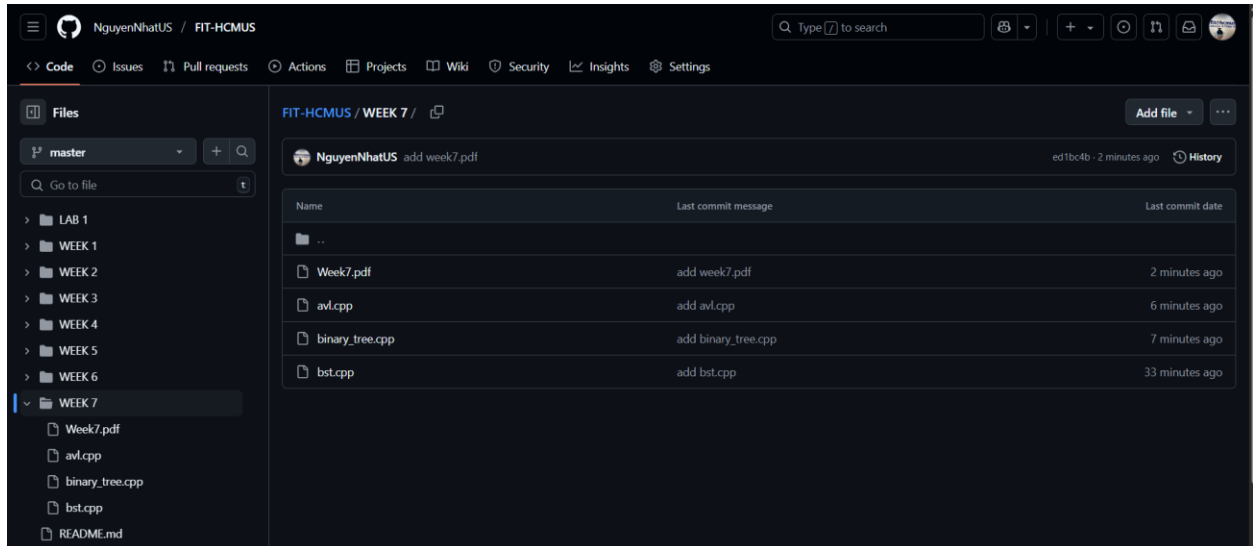 NguyenNhatUS / FIT-HCMUS
Type / to search
Code Issues Pull requests Actions Projects Wiki Security Insights Settings
Files
master
Go to file t
LAB 1
WEEK 1
WEEK 2
WEEK 3
WEEK 4
WEEK 5
WEEK 6
WEEK 7
Week7.pdf
avl.cpp
binary_tree.cpp
bst.cpp
README.md
FIT-HCMUS / WEEK 7 /
Add file
NguyenNhatUS add week7.pdf ed1bc4b · 2 minutes ago History
Name Last commit message Last commit date
..
Week7.pdf add week7.pdf 2 minutes ago
avl.cpp add avl.cpp 6 minutes ago
binary_tree.cpp add binary_tree.cpp 7 minutes ago
bst.cpp add bst.cpp 33 minutes ago